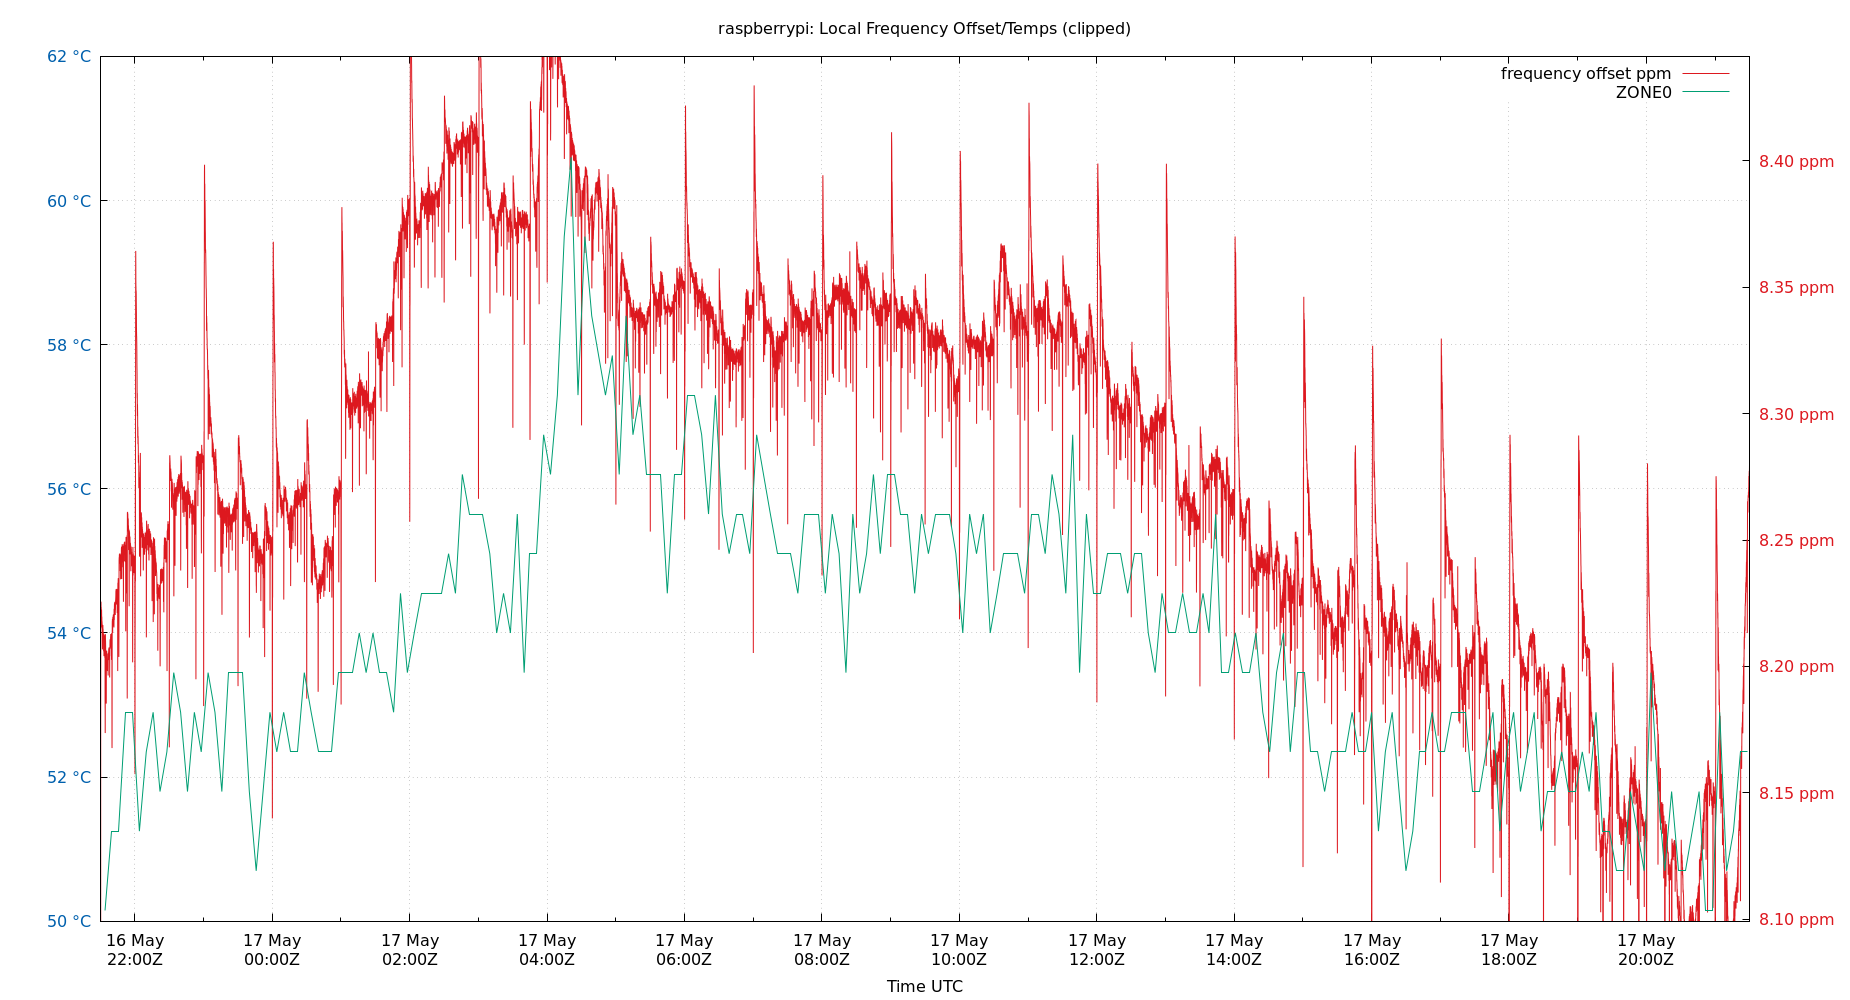 raspberrypi: Local Frequency Offset/Temps (clipped)
frequency offset ppm
ZONE0
62 °C
60 °C
58 °C
56 °C
54 °C
52 °C
50 °C
8.40 ppm
8.35 ppm
8.30 ppm
8.25 ppm
8.20 ppm
8.15 ppm
8.10 ppm
16 May 17 May 17 May 17 May 17 May 17 May 17 May 17 May 17 May 17 May 17 May 17 May
22:00Z 00:00Z 02:00Z 04:00Z 06:00Z 08:00Z 10:00Z 12:00Z 14:00Z 16:00Z 18:00Z 20:00Z
Time UTC